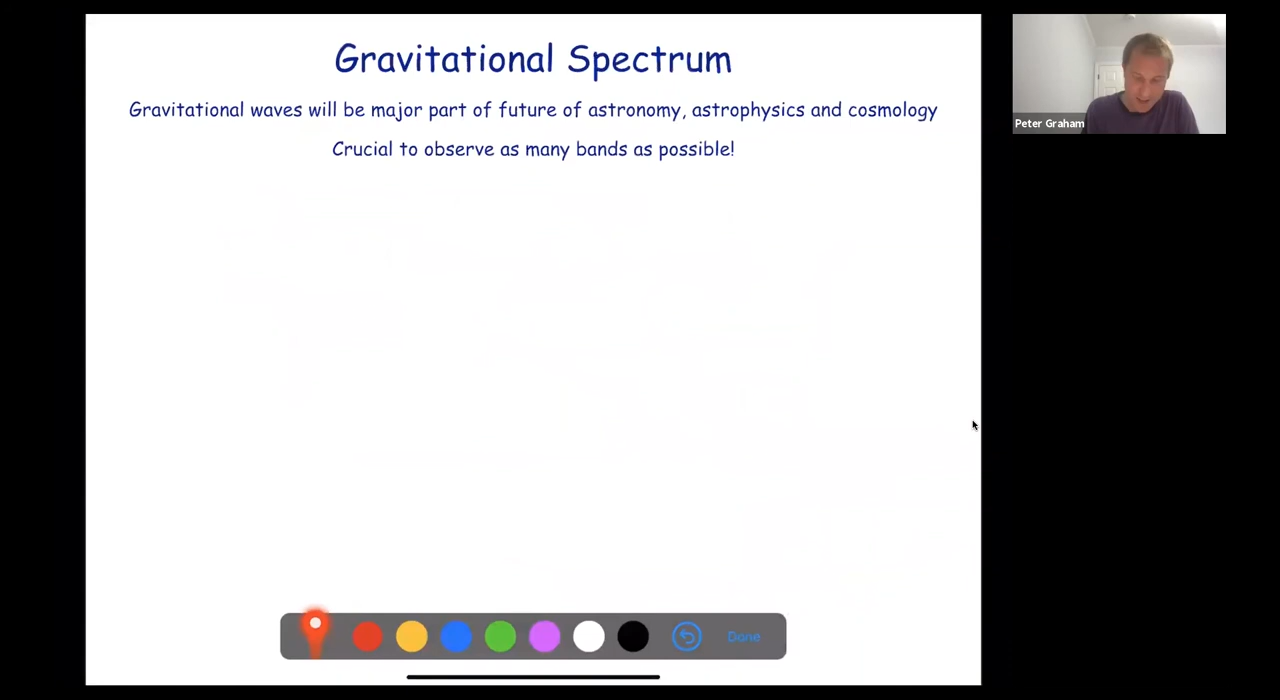 Gravitational Spectrum
Gravitational waves will be major part of future of astronomy, astrophysics and cosmology
Crucial to observe as many bands as possible!
Peter Graham
Done